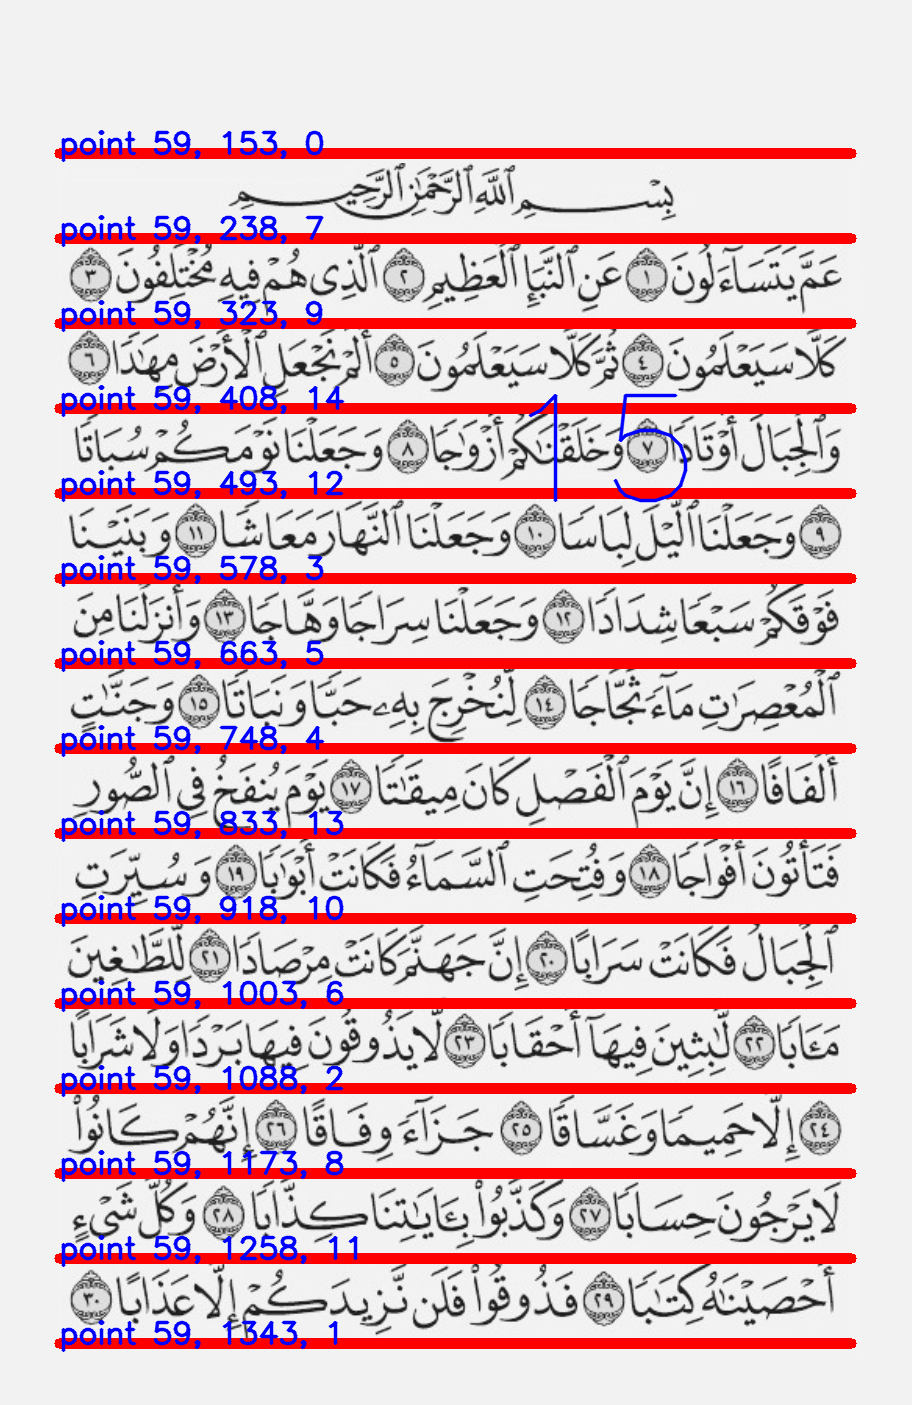 point 59, 153, 0
بِسْمِ ٱللَّهِ ٱلرَّحْمَٰنِ ٱلرَّحِيمِ
point 59, 238, 7
عَمَّ يَتَسَآءَلُونَ ١ عَنِ ٱلنَّبَإِ ٱلْعَظِيمِ ٢ ٱلَّذِى هُمْ فِيهِ مُخْتَلِفُونَ ٣
point 59, 323, 9
كَلَّا سَيَعْلَمُونَ ٤ ثُمَّ كَلَّا سَيَعْلَمُونَ ٥ أَلَمْ نَجْعَلِ ٱلْأَرْضَ مِهَٰدًا ٦
point 59, 408, 14
15
وَٱلْجِبَالَ أَوْتَادًا ٧ وَخَلَقْنَٰكُمْ أَزْوَٰجًا ٨ وَجَعَلْنَا نَوْمَكُمْ سُبَاتًا
point 59, 493, 12
٩ وَجَعَلْنَا ٱلَّيْلَ لِبَاسًا ١٠ وَجَعَلْنَا ٱلنَّهَارَ مَعَاشًا ١١ وَبَنَيْنَا
point 59, 578, 3
فَوْقَكُمْ سَبْعًا شِدَادًا ١٢ وَجَعَلْنَا سِرَاجًا وَهَّاجًا ١٣ وَأَنزَلْنَا مِنَ
point 59, 663, 5
ٱلْمُعْصِرَٰتِ مَآءً ثَجَّاجًا ١٤ لِّنُخْرِجَ بِهِۦ حَبًّا وَنَبَاتًا ١٥ وَجَنَّٰتٍ
point 59, 748, 4
أَلْفَافًا ١٦ إِنَّ يَوْمَ ٱلْفَصْلِ كَانَ مِيقَٰتًا ١٧ يَوْمَ يُنفَخُ فِى ٱلصُّورِ
point 59, 833, 13
فَتَأْتُونَ أَفْوَاجًا ١٨ وَفُتِحَتِ ٱلسَّمَآءُ فَكَانَتْ أَبْوَٰبًا ١٩ وَسُيِّرَتِ
point 59, 918, 10
ٱلْجِبَالُ فَكَانَتْ سَرَابًا ٢٠ إِنَّ جَهَنَّمَ كَانَتْ مِرْصَادًا ٢١ لِّلطَّٰغِينَ
point 59, 1003, 6
مَـَٔابًا ٢٢ لَّٰبِثِينَ فِيهَآ أَحْقَابًا ٢٣ لَّا يَذُوقُونَ فِيهَا بَرْدًا وَلَا شَرَابًا
point 59, 1088, 2
٢٤ إِلَّا حَمِيمًا وَغَسَّاقًا ٢٥ جَزَآءً وِفَاقًا ٢٦ إِنَّهُمْ كَانُوا۟
point 59, 1173, 8
لَا يَرْجُونَ حِسَابًا ٢٧ وَكَذَّبُوا۟ بِـَٔايَٰتِنَا كِذَّابًا ٢٨ وَكُلَّ شَىْءٍ
point 59, 1258, 11
أَحْصَيْنَٰهُ كِتَٰبًا ٢٩ فَذُوقُوا۟ فَلَن نَّزِيدَكُمْ إِلَّا عَذَابًا ٣٠
point 59, 1343, 1